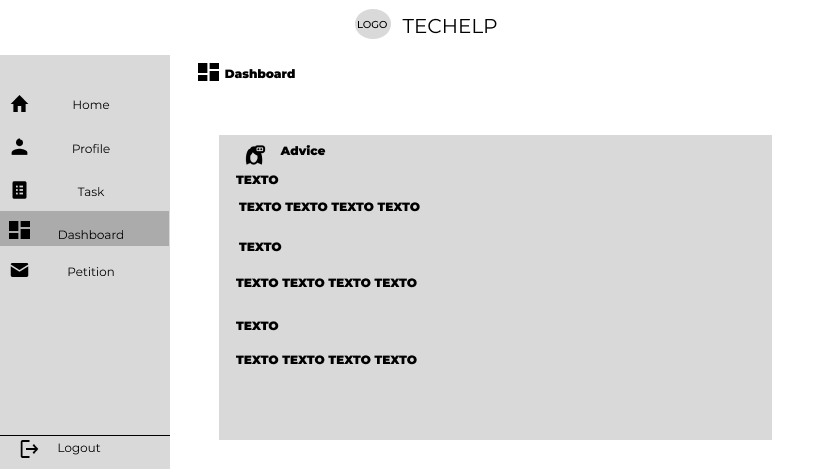 LOGO TECHELP
Dashboard
Home
Profile
Task
Dashboard
Petition
Logout
Advice
TEXTO
TEXTO TEXTO TEXTO TEXTO
TEXTO
TEXTO TEXTO TEXTO TEXTO
TEXTO
TEXTO TEXTO TEXTO TEXTO